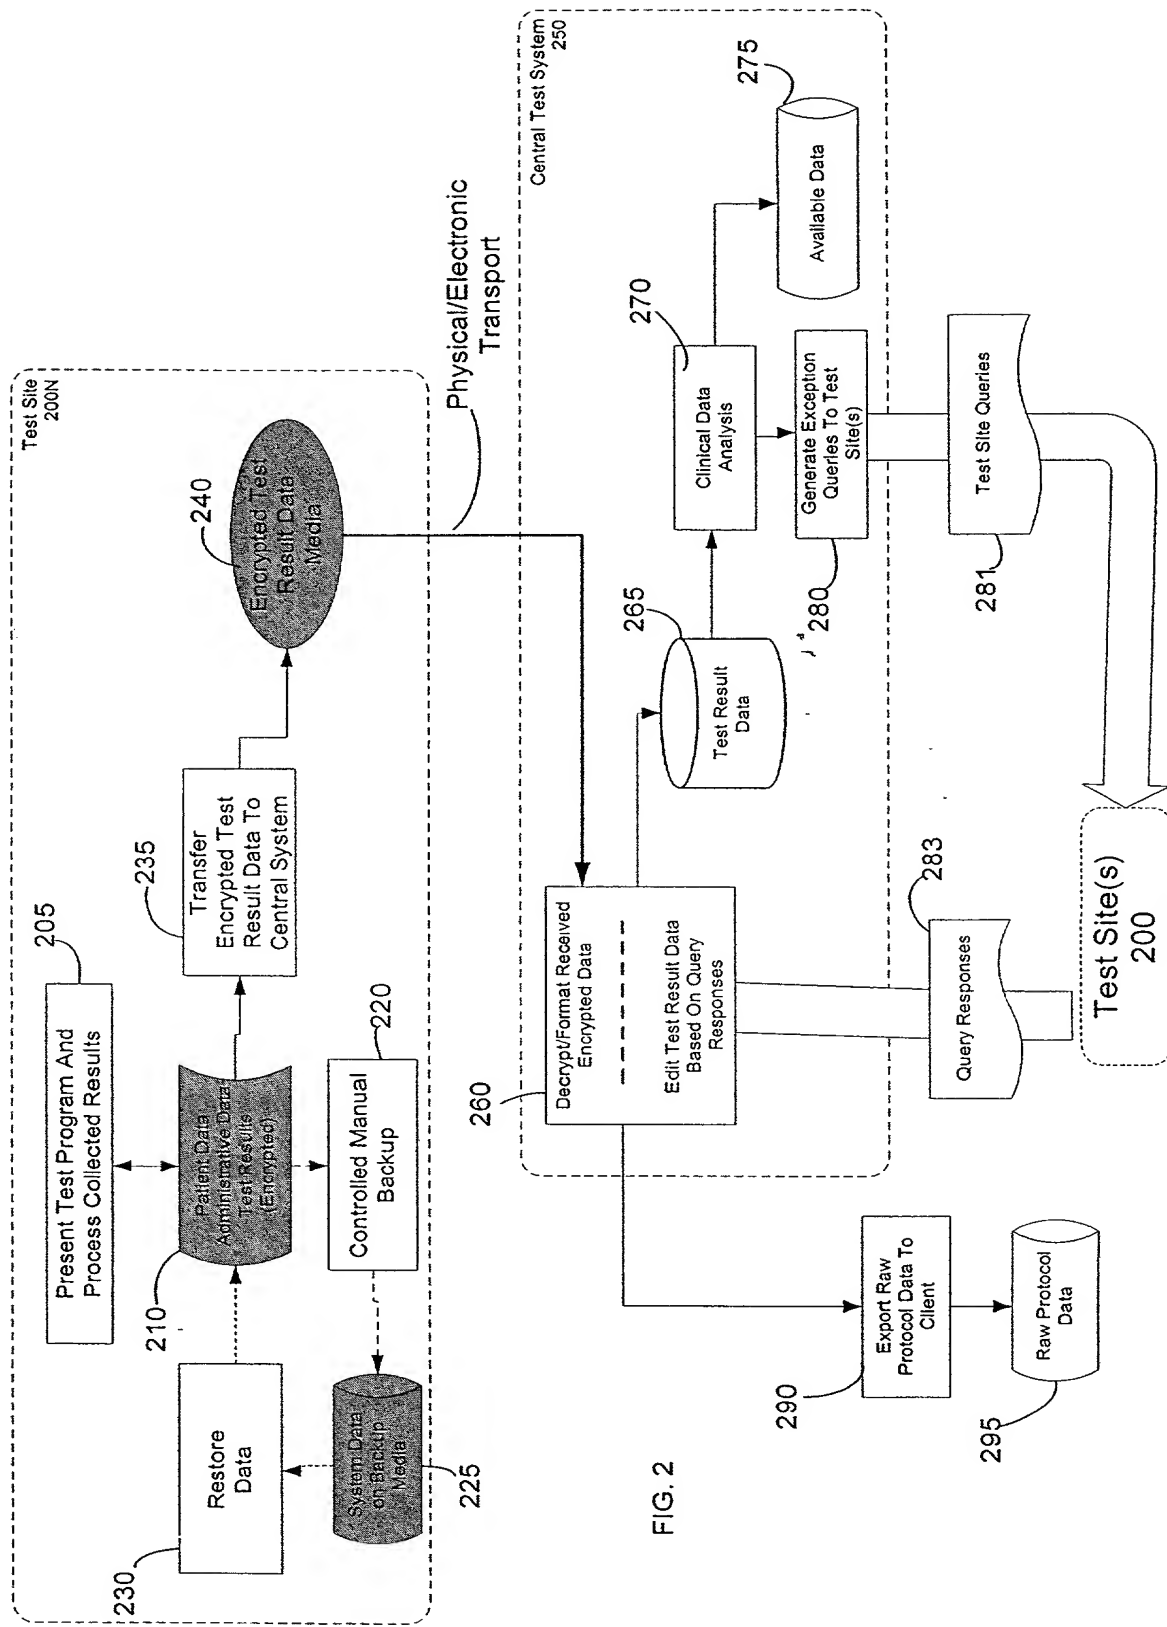 Test Site
200N
205
Present Test Program And
Process Collected Results
210
Patient Data
Administrative Data
Test Results
(Encrypted)
235
Transfer
Encrypted Test
Result Data To
Central System
240
Encrypted Test
Result Data
Media
220
Controlled Manual
Backup
230
Restore
Data
System Data
on Backup
Media
225
Physical/Electronic
Transport
Central Test System
250
260
Decrypt/Format Received
Encrypted Data
Edit Test Result Data
Based On Query
Responses
265
Test Result
Data
270
Clinical Data
Analysis
275
Available Data
280
Generate Exception
Queries To Test
Site(s)
281
Test Site Queries
283
Query Responses
Test Site(s)
200
290
Export Raw
Protocol Data To
Client
295
Raw Protocol
Data
FIG. 2